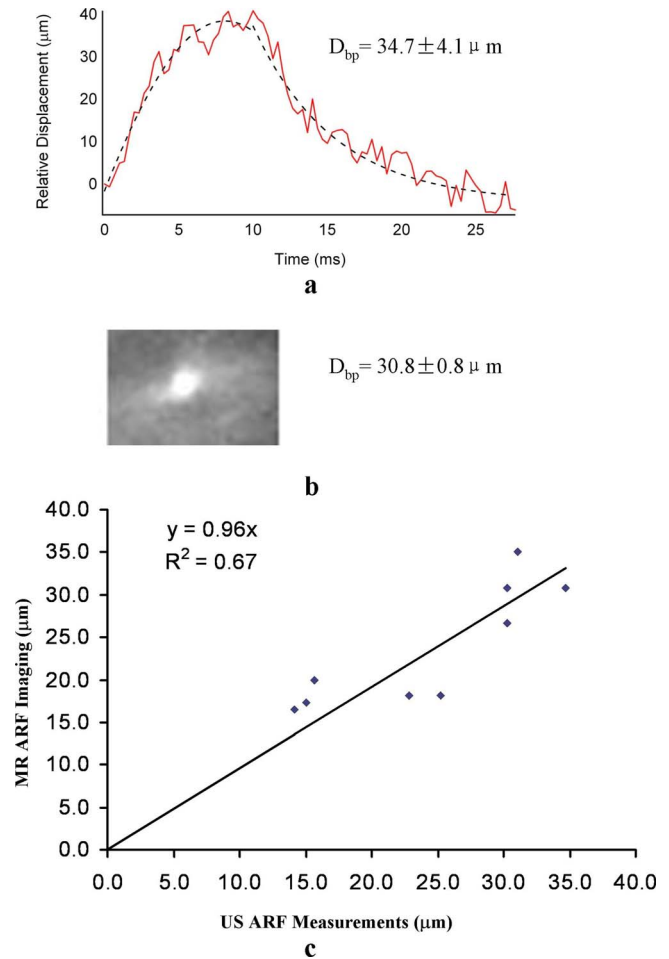 40
D_bp = 34.7±4.1 μ m
30
20
10
0
Relative Displacement (μm)
0 5 10 15 20 25
Time (ms)
a
D_bp = 30.8±0.8 μ m
b
40.0
y = 0.96x
35.0
R² = 0.67
30.0
25.0
20.0
15.0
10.0
5.0
0.0
MR ARF Imaging (μm)
0.0 5.0 10.0 15.0 20.0 25.0 30.0 35.0 40.0
US ARF Measurements (μm)
c